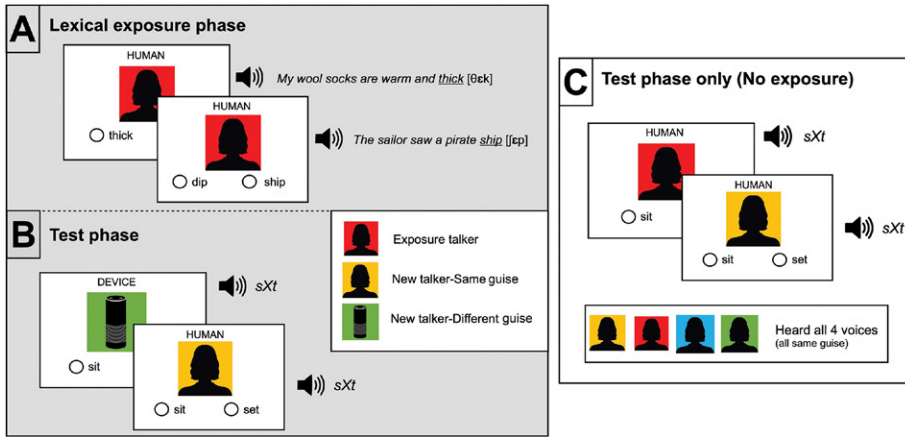 A
Lexical exposure phase
HUMAN
thick
My wool socks are warm and thick [θɛk]
HUMAN
dip
ship
The sailor saw a pirate ship [ʃɛp]
B
Test phase
DEVICE
sit
sXt
HUMAN
sit
set
sXt
Exposure talker
New talker-Same guise
New talker-Different guise
C
Test phase only (No exposure)
HUMAN
sit
sXt
HUMAN
sit
set
sXt
Heard all 4 voices
(all same guise)